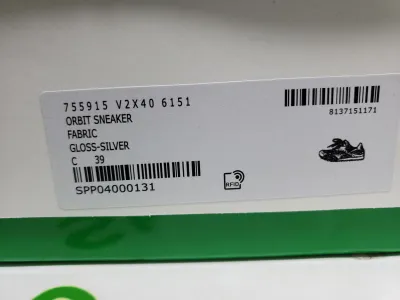 755915 V2X40 6151
ORBIT SNEAKER
FABRIC
GLOSS-SILVER
C 39
SPP04000131
8137151171
RFID